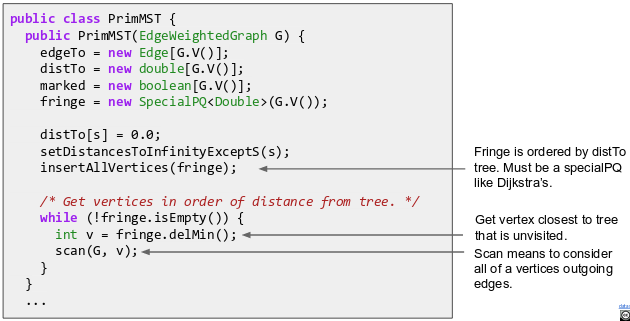 public class PrimMST {
  public PrimMST(EdgeWeightedGraph G) {
    edgeTo = new Edge[G.V()];
    distTo = new double[G.V()];
    marked = new boolean[G.V()];
    fringe = new SpecialPQ<Double>(G.V());

    distTo[s] = 0.0;
    setDistancesToInfinityExceptS(s);
    insertAllVertices(fringe);

    /* Get vertices in order of distance from tree. */
    while (!fringe.isEmpty()) {
      int v = fringe.delMin();
      scan(G, v);
    }
  }
  ...
Fringe is ordered by distTo
tree. Must be a specialPQ
like Dijkstra's.
Get vertex closest to tree
that is unvisited.
Scan means to consider
all of a vertices outgoing
edges.